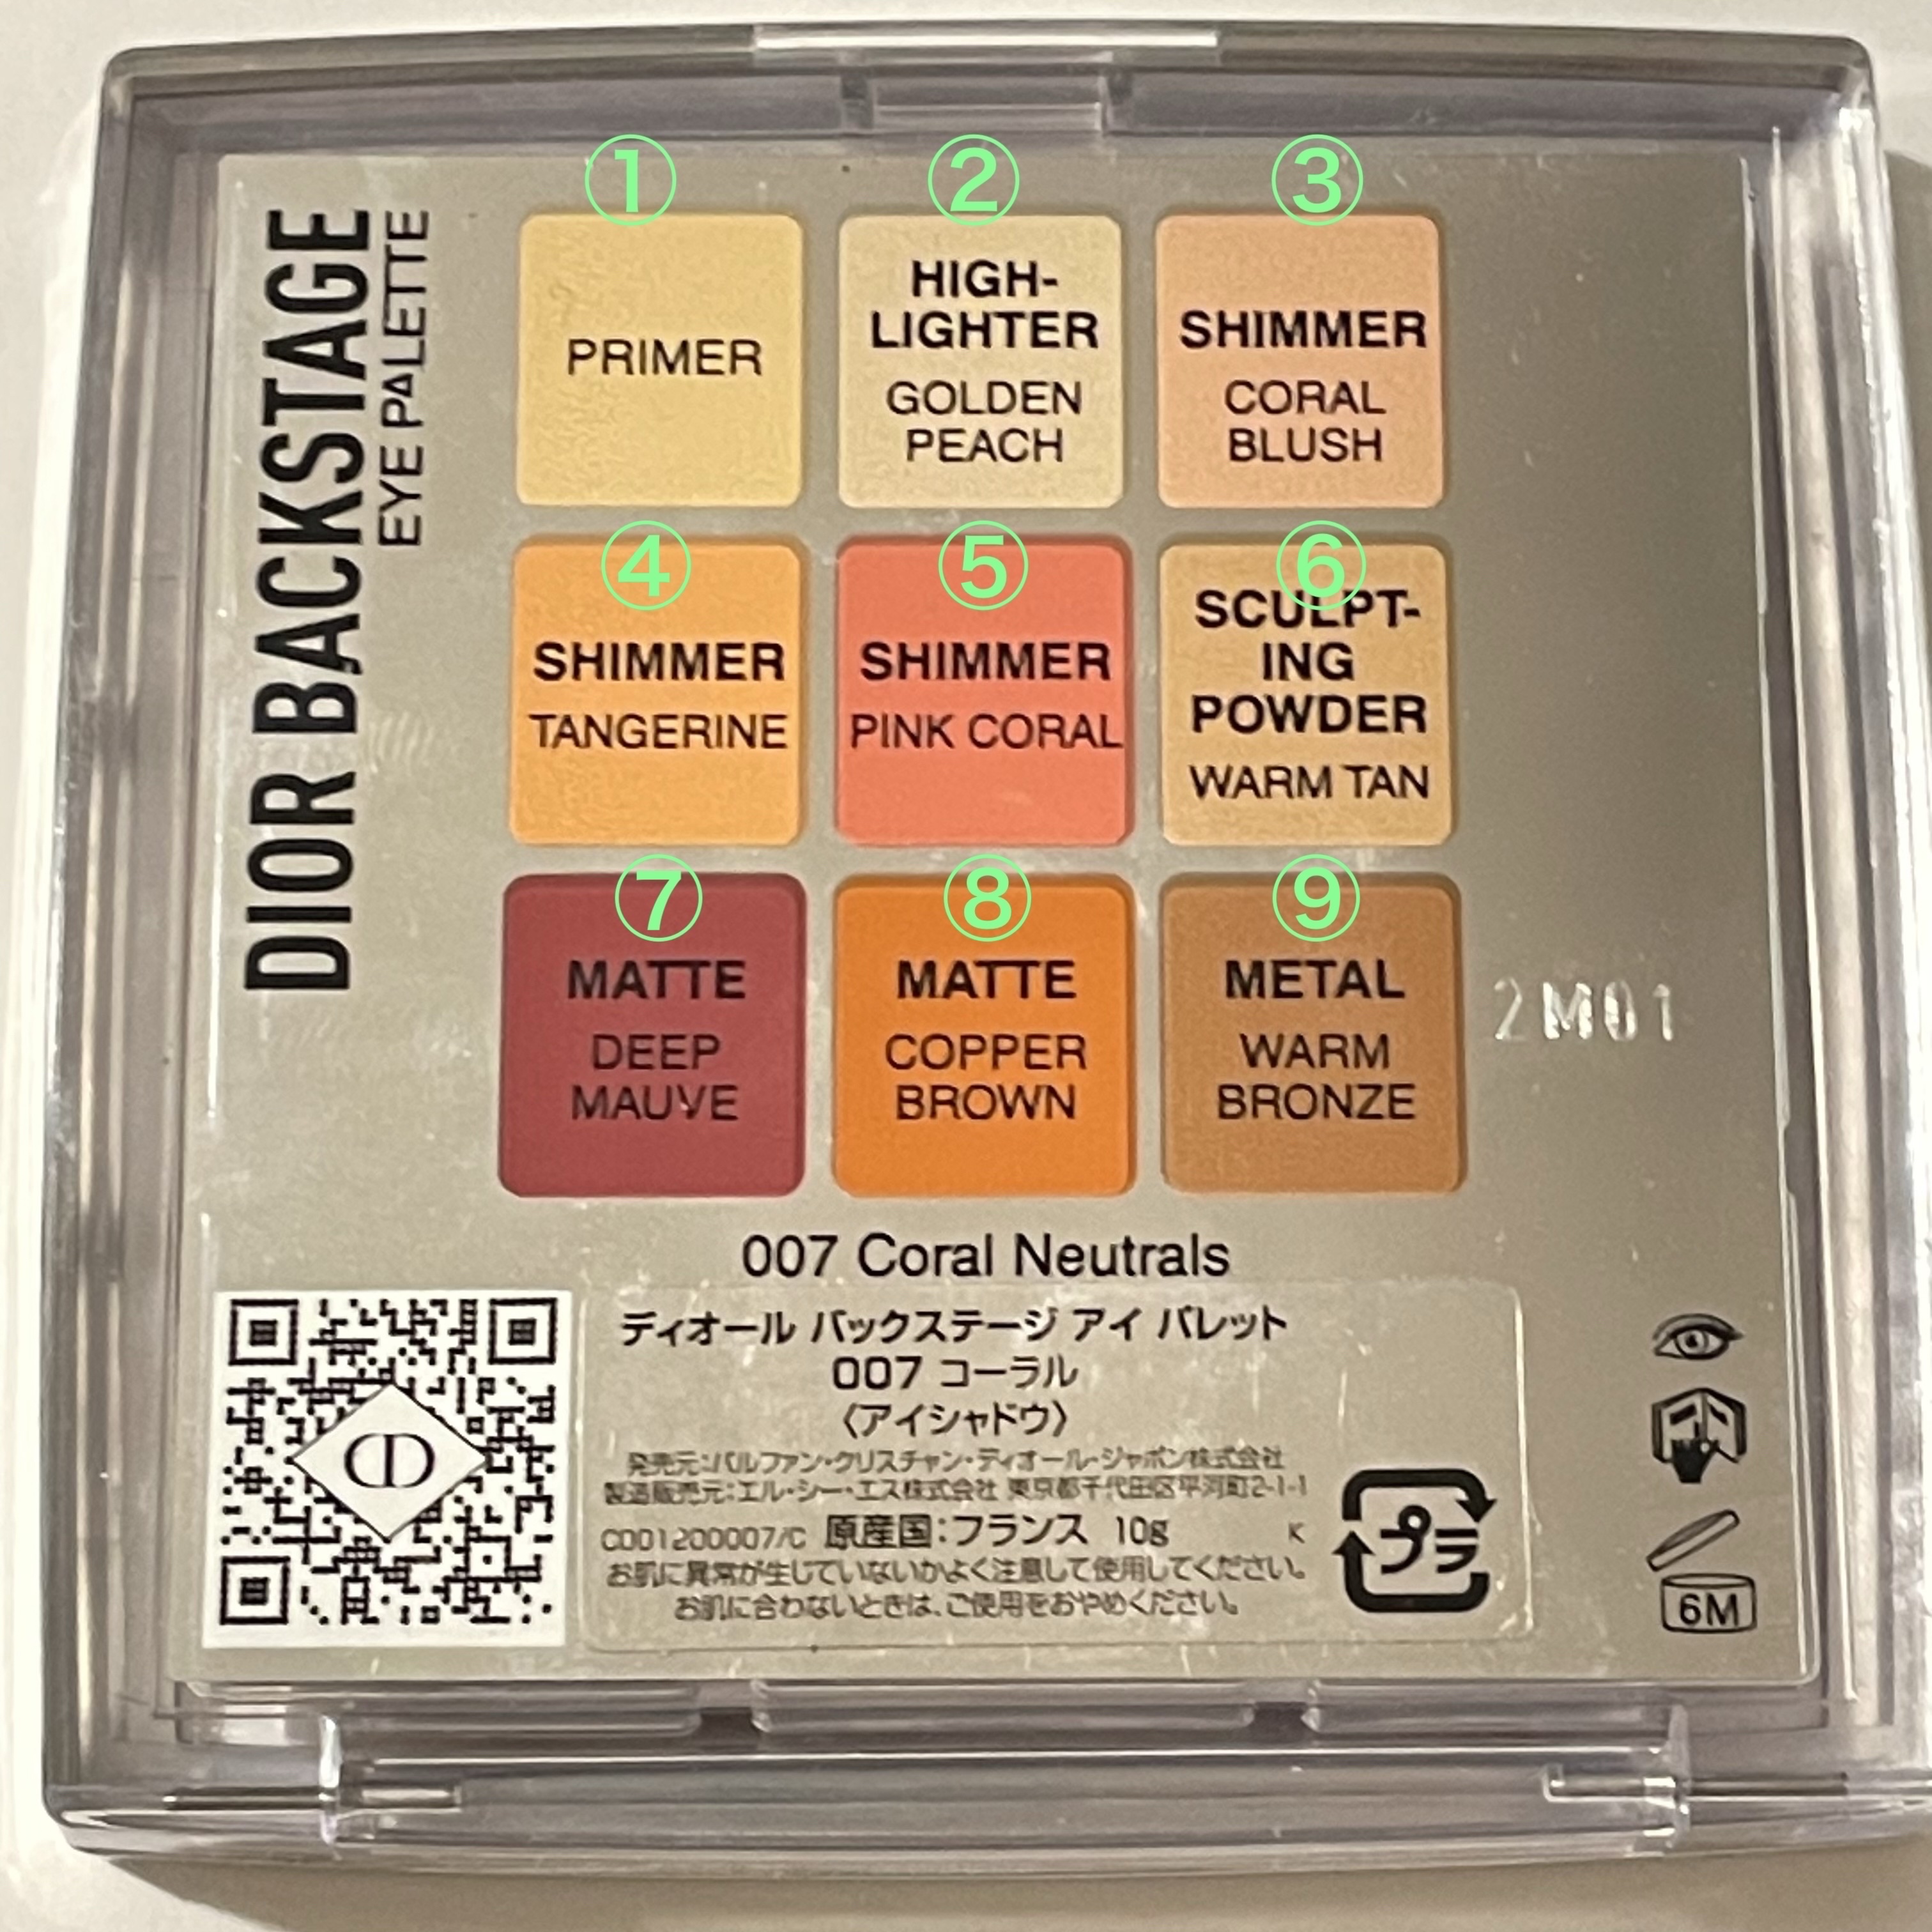 DIOR BACKSTAGE
EYE PALETTE
①
②
③
PRIMER
HIGH-
LIGHTER
GOLDEN
PEACH
SHIMMER
CORAL
BLUSH
④
⑤
⑥
SHIMMER
TANGERINE
SHIMMER
PINK CORAL
SCULPT-
ING
POWDER
WARM TAN
⑦
⑧
⑨
MATTE
DEEP
MAUVE
MATTE
COPPER
BROWN
METAL
WARM
BRONZE
2M01
007 Coral Neutrals
ディオール バックステージ アイ パレット
007 コーラル
〈アイシャドウ〉
発売元:パルファン・クリスチャン・ディオール・ジャポン株式会社
製造販売元:エル・シー・エス株式会社 東京都千代田区平河町2-1-1
C001200007/C 原産国:フランス 10g K
お肌に異常が生じていないかよく注意して使用してください。
お肌に合わないときは、ご使用をおやめください。
プラ
6M
CD